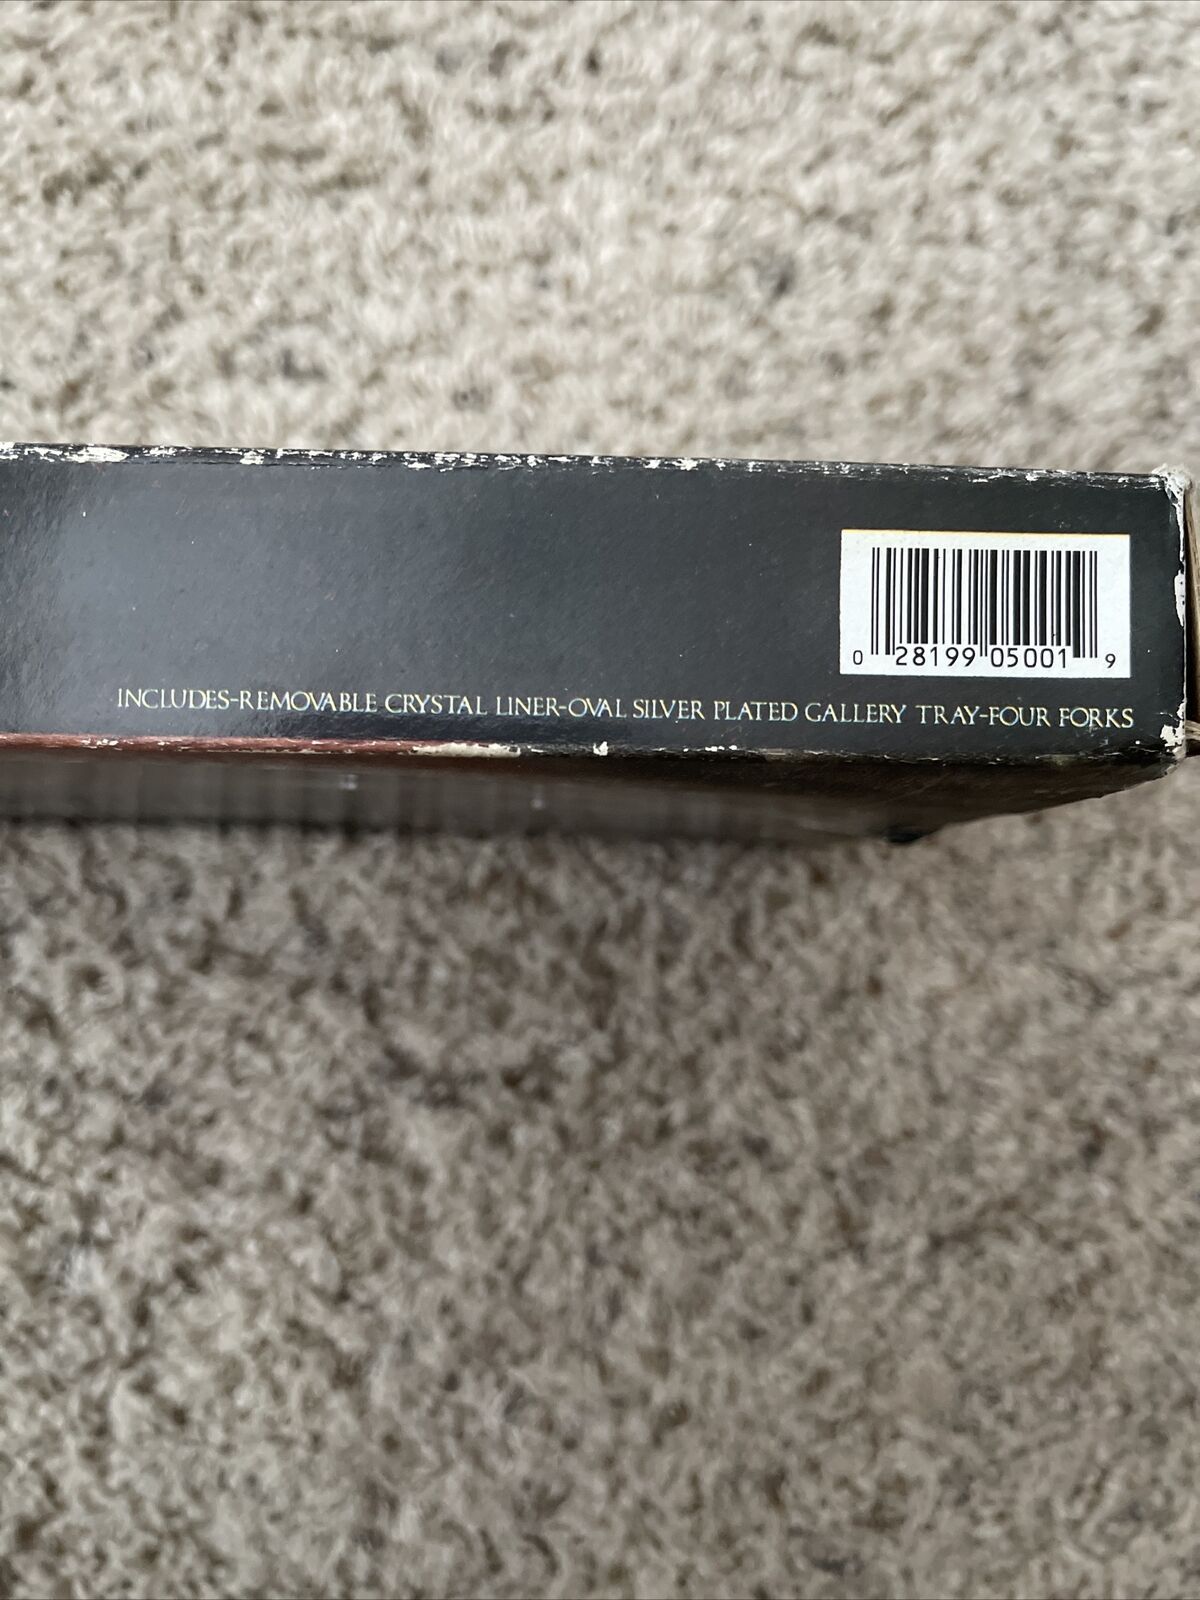 0 28199 05001 9
INCLUDES-REMOVABLE CRYSTAL LINER-OVAL SILVER PLATED GALLERY TRAY-FOUR FORKS